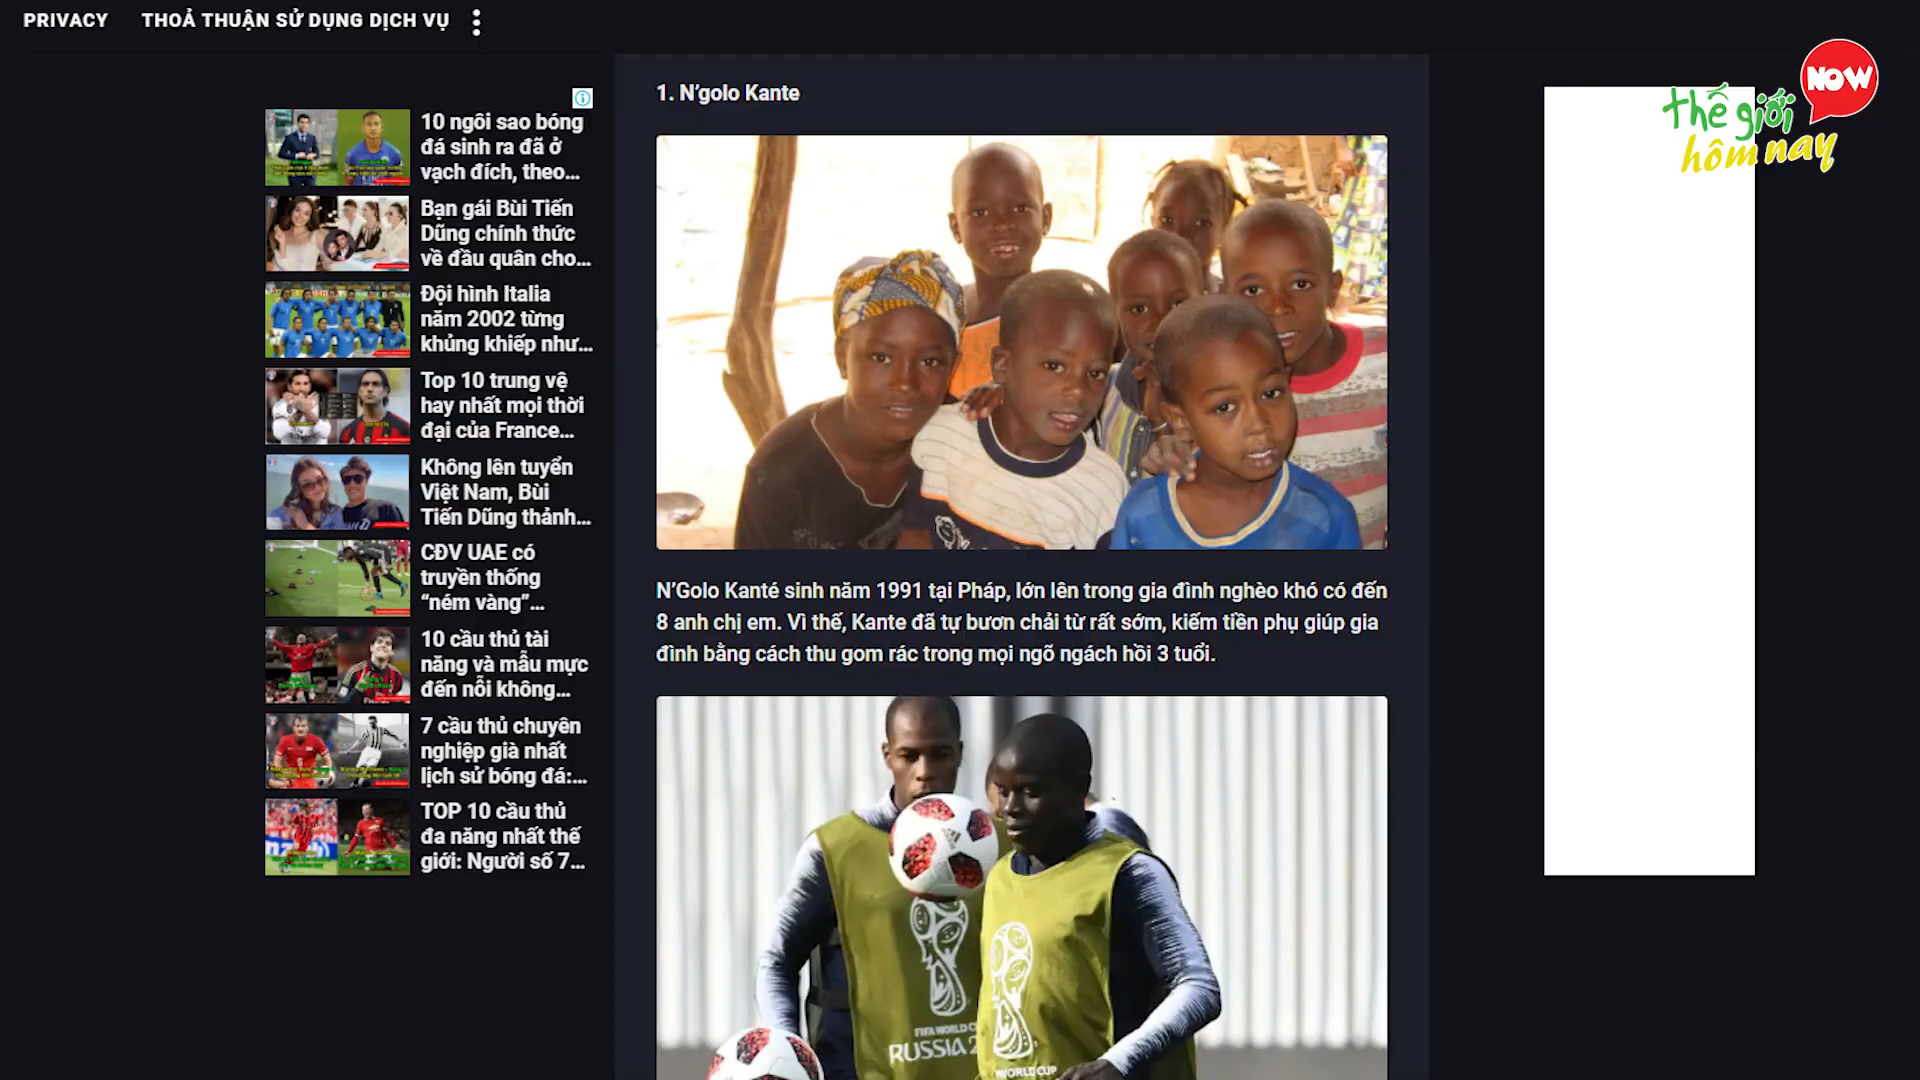 PRIVACY THOẢ THUẬN SỬ DỤNG DỊCH VỤ
NOW
thế giới
hôm nay
10 ngôi sao bóng
đá sinh ra đã ở
vạch đích, theo...
Bạn gái Bùi Tiến
Dũng chính thức
về đầu quân cho...
Đội hình Italia
năm 2002 từng
khủng khiếp như...
Top 10 trung vệ
hay nhất mọi thời
đại của France...
Không lên tuyển
Việt Nam, Bùi
Tiến Dũng thảnh...
CĐV UAE có
truyền thống
“ném vàng”...
10 cầu thủ tài
năng và mẫu mực
đến nỗi không...
7 cầu thủ chuyên
nghiệp già nhất
lịch sử bóng đá:...
TOP 10 cầu thủ
đa năng nhất thế
giới: Người số 7...
1. N’golo Kante
N’Golo Kanté sinh năm 1991 tại Pháp, lớn lên trong gia đình nghèo khó có đến
8 anh chị em. Vì thế, Kante đã tự bươn chải từ rất sớm, kiếm tiền phụ giúp gia
đình bằng cách thu gom rác trong mọi ngõ ngách hồi 3 tuổi.
FIFA WORLD
RUSSIA
WORLD CUP